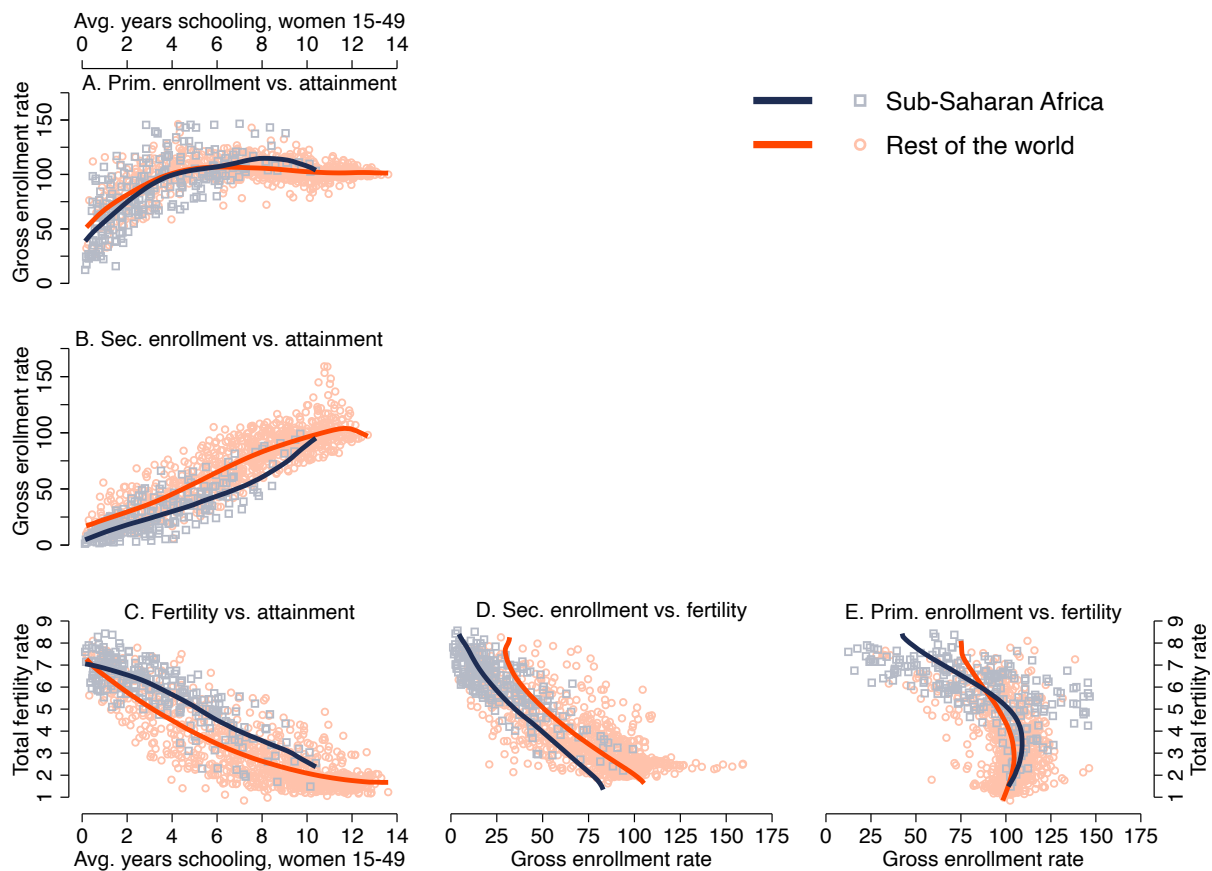 Avg. years schooling, women 15-49
0 2 4 6 8 10 12 14
A. Prim. enrollment vs. attainment
Gross enrollment rate
0 50 100 150
Sub-Saharan Africa
Rest of the world
B. Sec. enrollment vs. attainment
Gross erollment rate
0 50 100 150
C. Fertility vs. attainment
Total fertility rate
1 2 3 4 5 6 7 8 9
0 2 4 6 8 10 12 14
Avg. years schooling, women 15-49
D. Sec. enrollment vs. fertility
0 25 50 75 100 125 150 175
Gross enrollment rate
E. Prim. enrollment vs. fertility
1 2 3 4 5 6 7 8 9
Total fertility rate
0 25 50 75 100 125 150 175
Gross enrollment rate